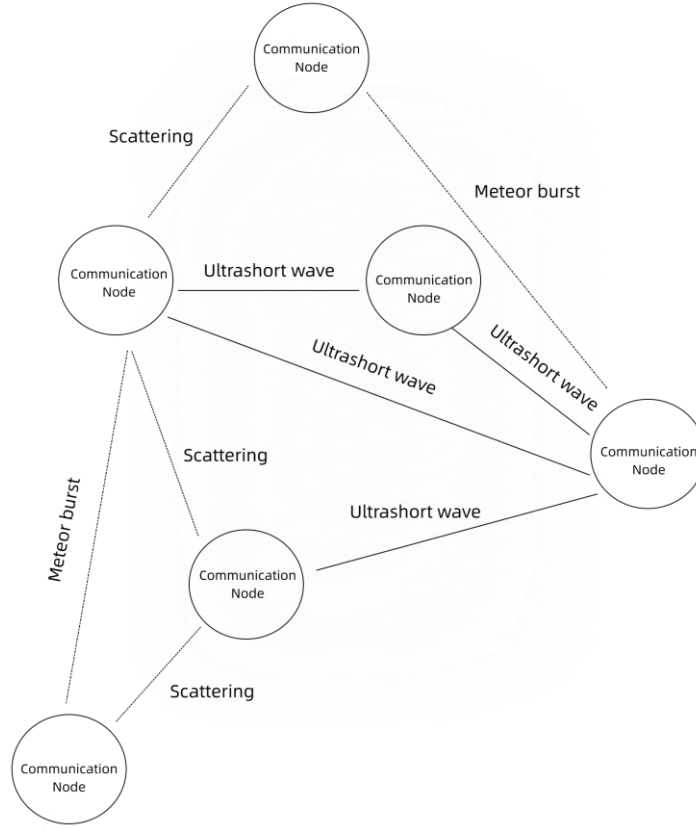 Communication
Node
Scattering
Meteor burst
Ultrashort wave
Communication
Node
Communication
Node
Ultrashort wave
Ultrashort wave
Communication
Node
Scattering
Ultrashort wave
Meteor burst
Communication
Node
Scattering
Communication
Node